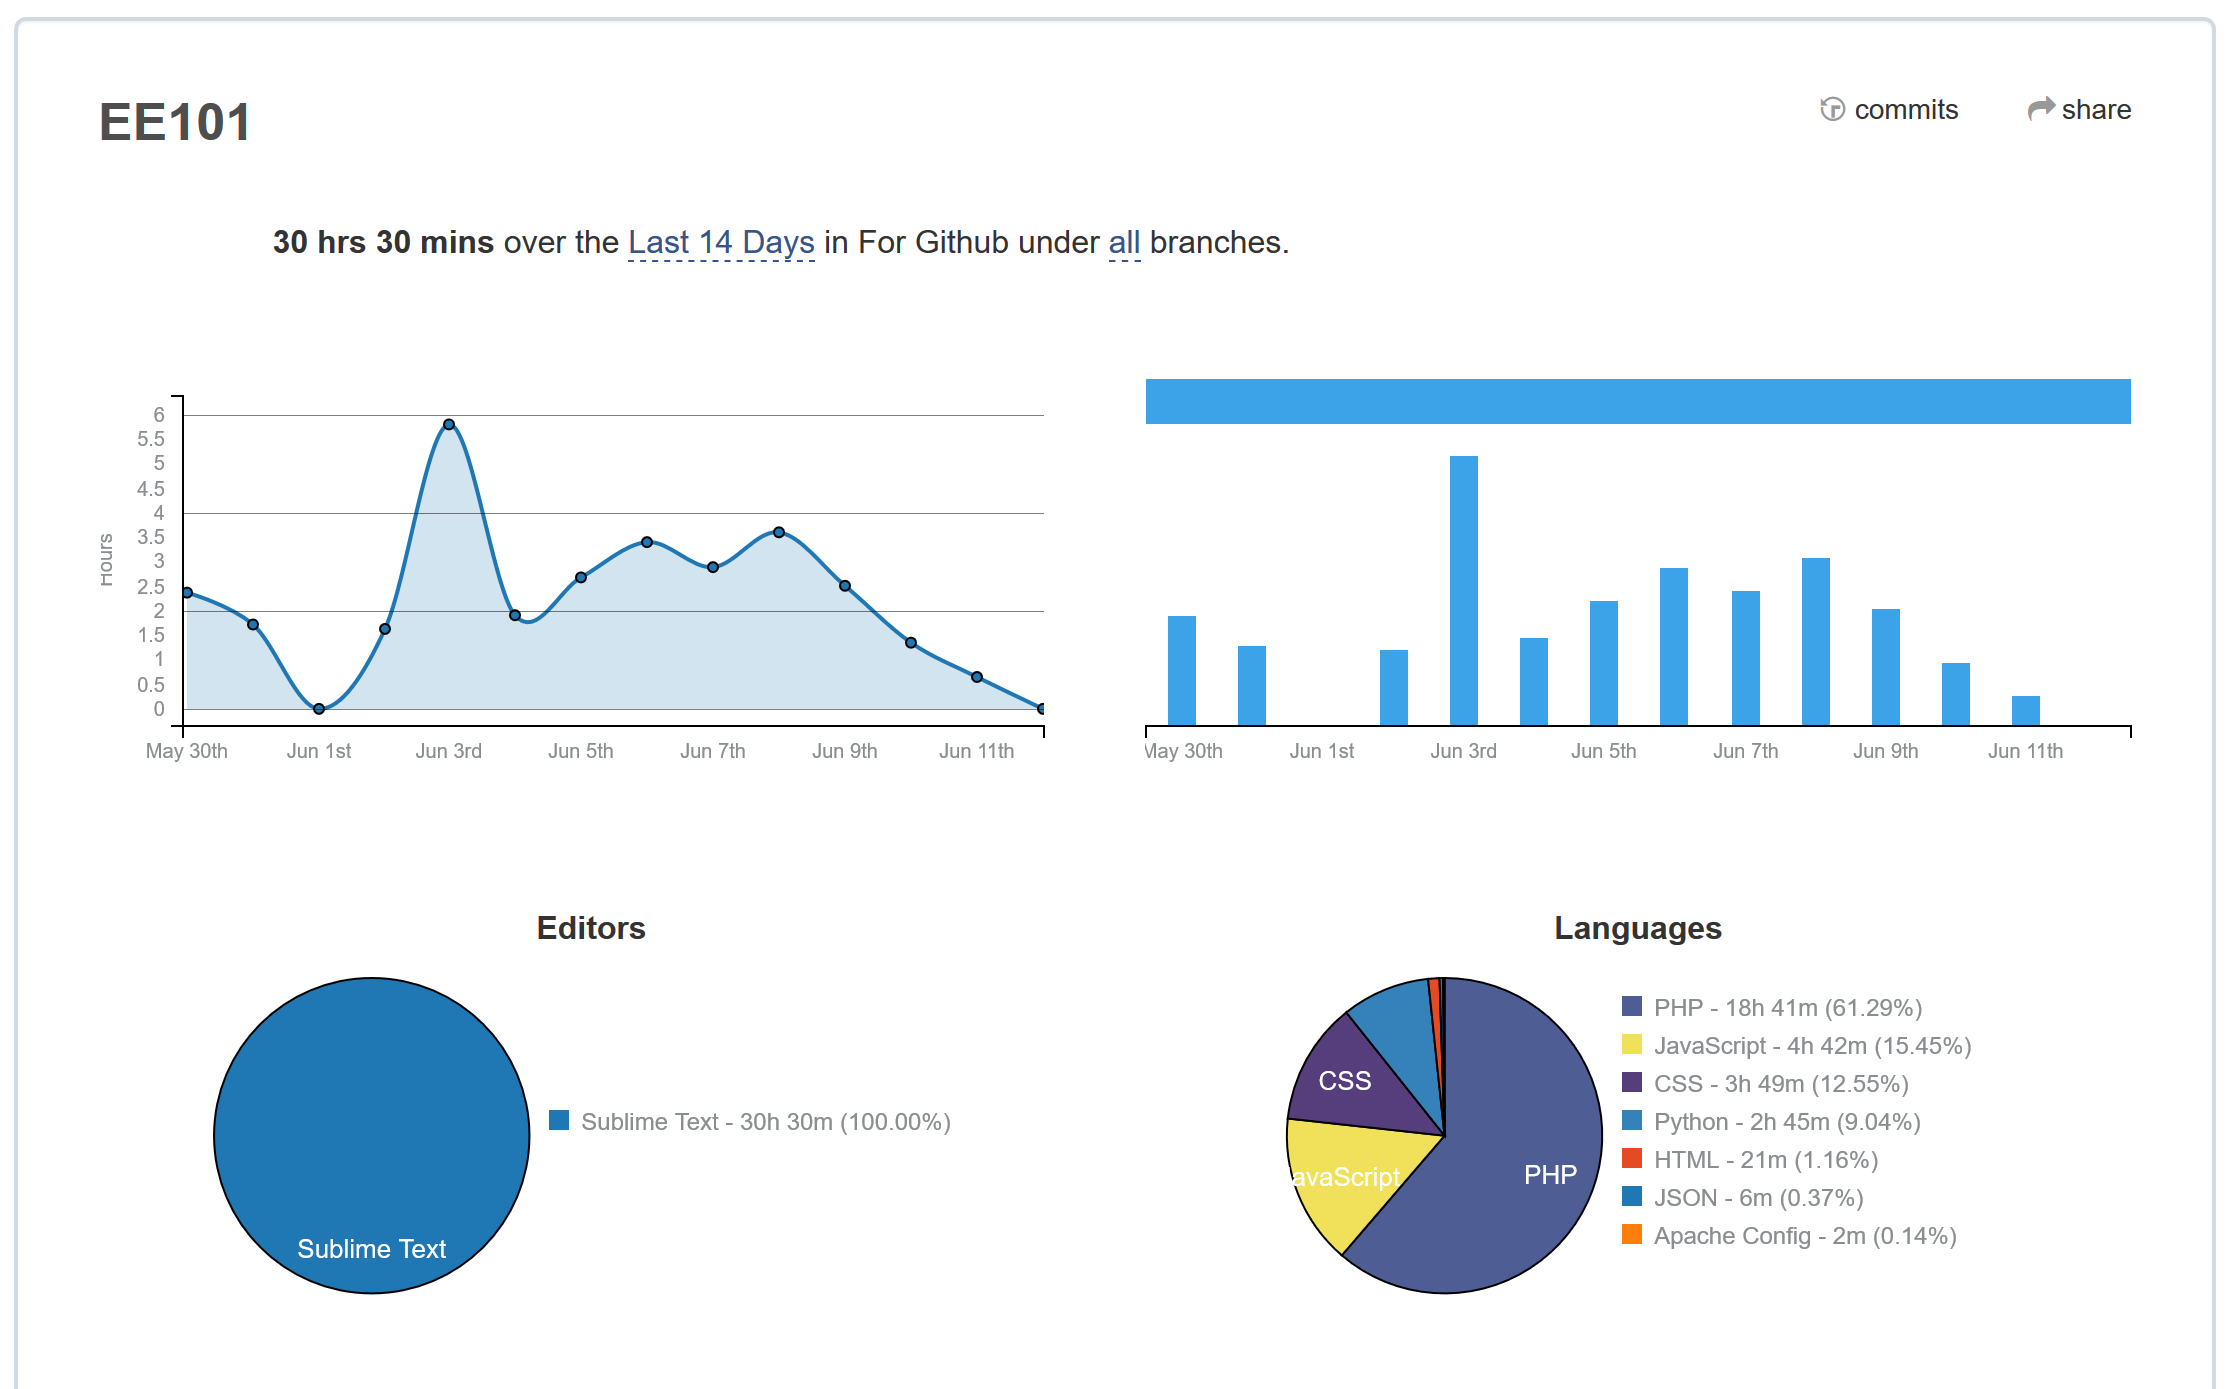 EE101
commits
share
30 hrs 30 mins over the Last 14 Days in For Github under all branches.
Hours
6
5.5
5
4.5
4
3.5
3
2.5
2
1.5
1
0.5
0
May 30th Jun 1st Jun 3rd Jun 5th Jun 7th Jun 9th Jun 11th
May 30th Jun 1st Jun 3rd Jun 5th Jun 7th Jun 9th Jun 11th
Editors
Sublime Text
Sublime Text - 30h 30m (100.00%)
Languages
CSS
avaScript
PHP
PHP - 18h 41m (61.29%)
JavaScript - 4h 42m (15.45%)
CSS - 3h 49m (12.55%)
Python - 2h 45m (9.04%)
HTML - 21m (1.16%)
JSON - 6m (0.37%)
Apache Config - 2m (0.14%)